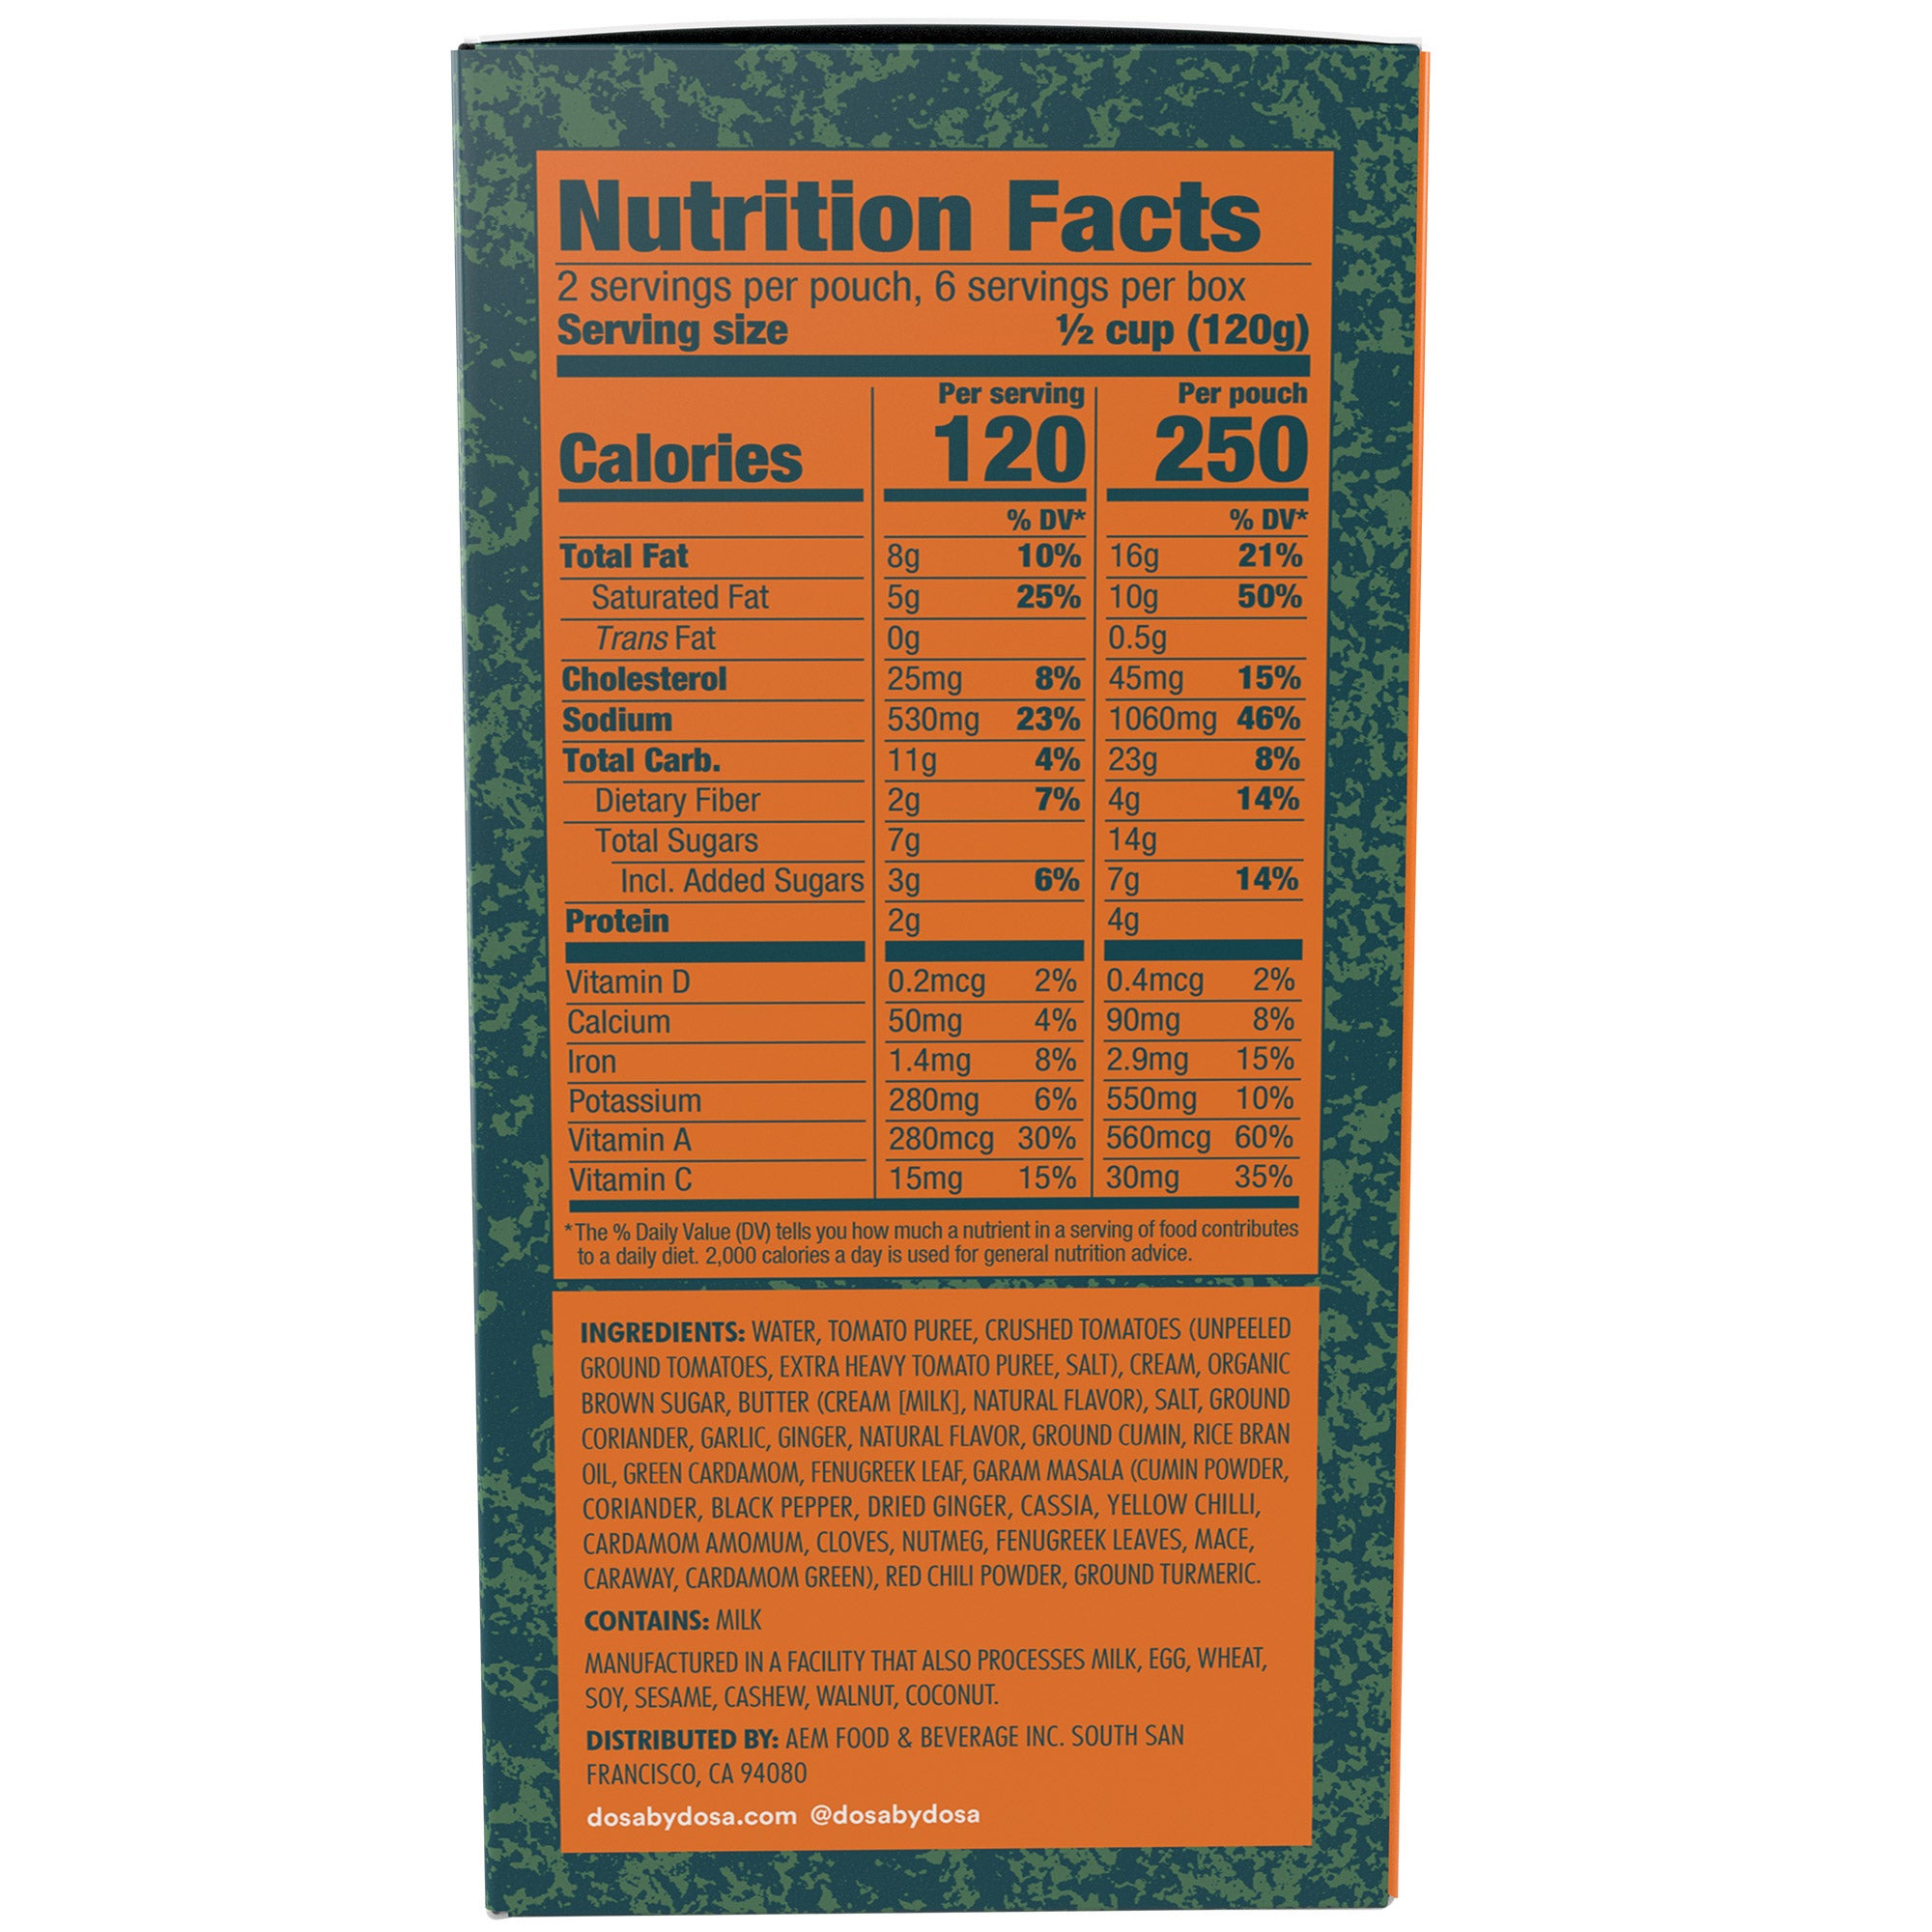 Nutrition Facts
2 servings per pouch, 6 servings per box
Serving size ½ cup (120g)
Per serving Per pouch
Calories 120 250
% DV* % DV*
Total Fat 8g 10% 16g 21%
Saturated Fat 5g 25% 10g 50%
Trans Fat 0g 0.5g
Cholesterol 25mg 8% 45mg 15%
Sodium 530mg 23% 1060mg 46%
Total Carb. 11g 4% 23g 8%
Dietary Fiber 2g 7% 4g 14%
Total Sugars 7g 14g
Incl. Added Sugars 3g 6% 7g 14%
Protein 2g 4g
Vitamin D 0.2mcg 2% 0.4mcg 2%
Calcium 50mg 4% 90mg 8%
Iron 1.4mg 8% 2.9mg 15%
Potassium 280mg 6% 550mg 10%
Vitamin A 280mcg 30% 560mcg 60%
Vitamin C 15mg 15% 30mg 35%
*The % Daily Value (DV) tells you how much a nutrient in a serving of food contributes
to a daily diet. 2,000 calories a day is used for general nutrition advice.
INGREDIENTS: WATER, TOMATO PUREE, CRUSHED TOMATOES (UNPEELED
GROUND TOMATOES, EXTRA HEAVY TOMATO PUREE, SALT), CREAM, ORGANIC
BROWN SUGAR, BUTTER (CREAM [MILK], NATURAL FLAVOR), SALT, GROUND
CORIANDER, GARLIC, GINGER, NATURAL FLAVOR, GROUND CUMIN, RICE BRAN
OIL, GREEN CARDAMOM, FENUGREEK LEAF, GARAM MASALA (CUMIN POWDER,
CORIANDER, BLACK PEPPER, DRIED GINGER, CASSIA, YELLOW CHILLI,
CARDAMOM AMOMUM, CLOVES, NUTMEG, FENUGREEK LEAVES, MACE,
CARAWAY, CARDAMOM GREEN), RED CHILI POWDER, GROUND TURMERIC.
CONTAINS: MILK
MANUFACTURED IN A FACILITY THAT ALSO PROCESSES MILK, EGG, WHEAT,
SOY, SESAME, CASHEW, WALNUT, COCONUT.
DISTRIBUTED BY: AEM FOOD & BEVERAGE INC. SOUTH SAN
FRANCISCO, CA 94080
dosabydosa.com @dosabydosa